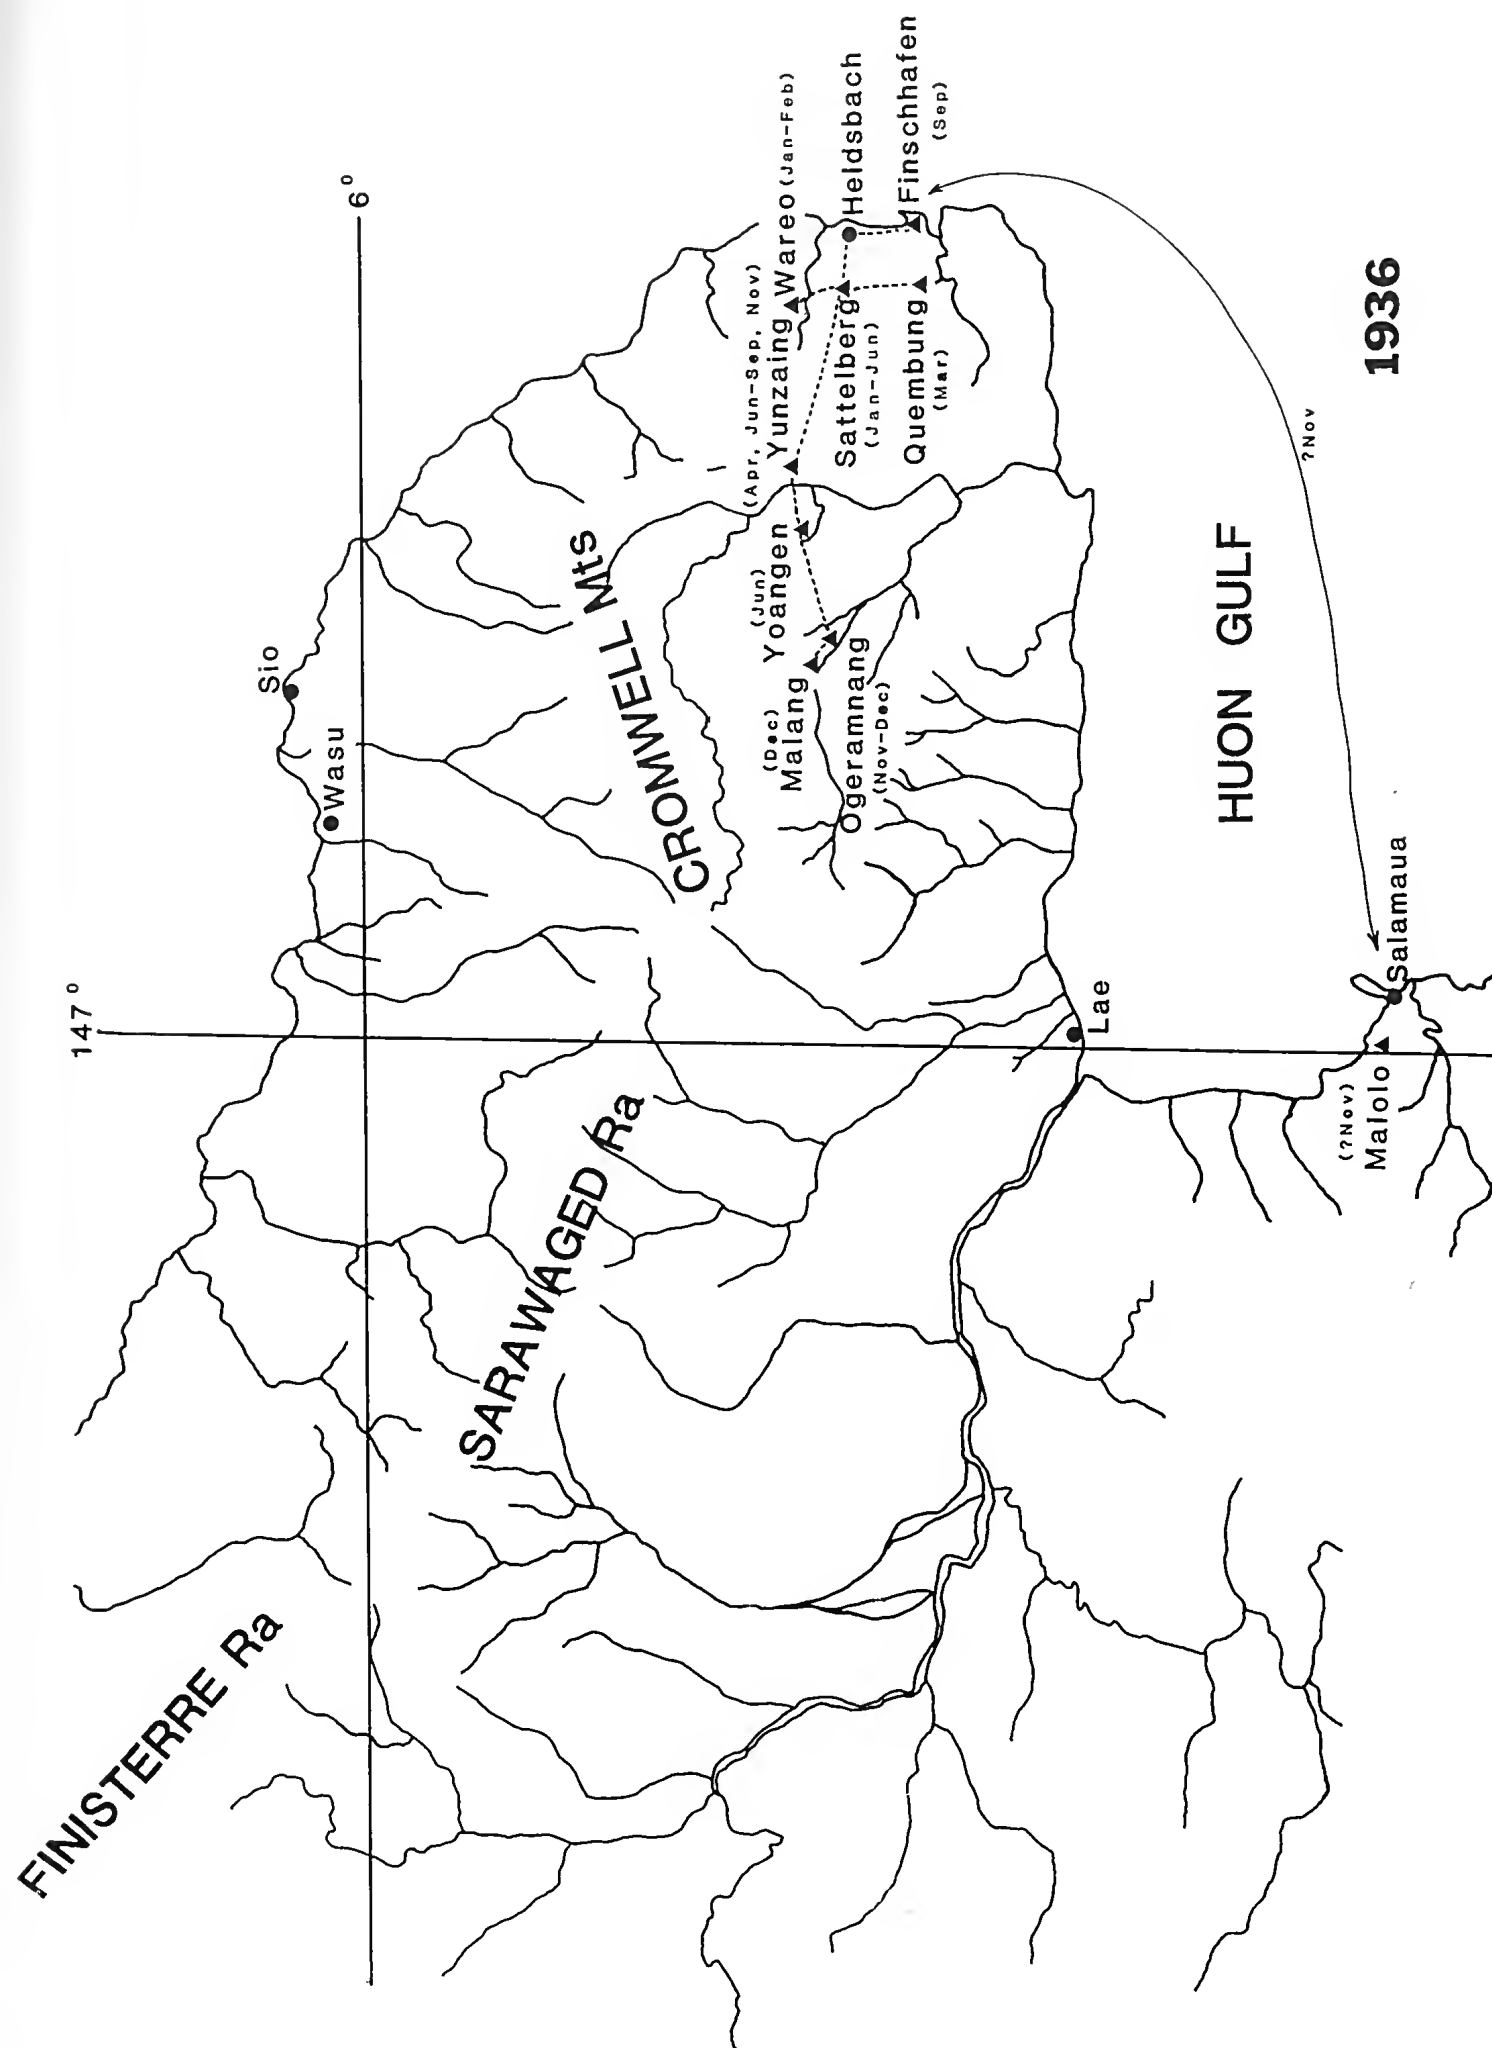 147°
6°
FINISTERRE Ra
SARAWAGED Ra
CROMWELL Mts
Sio
Wasu
(Apr, Jun-Sep, Nov)
Yunzaing
Wareo (Jan-Feb)
Heldsbach
Finschhafen
(Sep)
Sattelberg
(Jan-Jun)
Quembung
(Mar)
(Jun)
Yoangen
(Dec)
Malang
Ogeramnang
(Nov-Dec)
Lae
HUON GULF
?Nov
1936
Salamaua
(?Nov)
Malolo